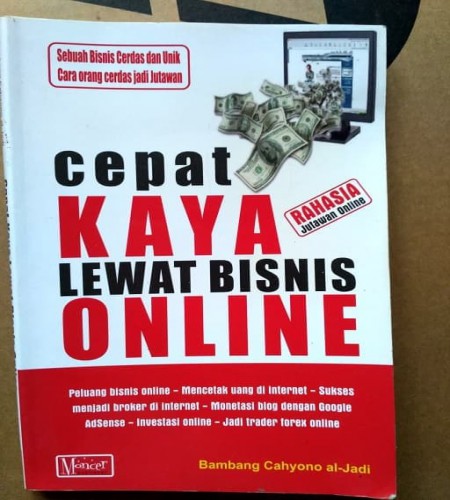 Sebuah Bisnis Cerdas dan Unik
Cara orang cerdas jadi Jutawan
cepat
KAYA
RAHASIA
Jutawan Online
LEWAT BISNIS
ONLINE
Peluang bisnis online – Mencetak uang di internet – Sukses
menjadi broker di internet – Monetasi blog dengan Google
AdSense – Investasi online – Jadi trader forex online
Moncer
Bambang Cahyono al-Jadi